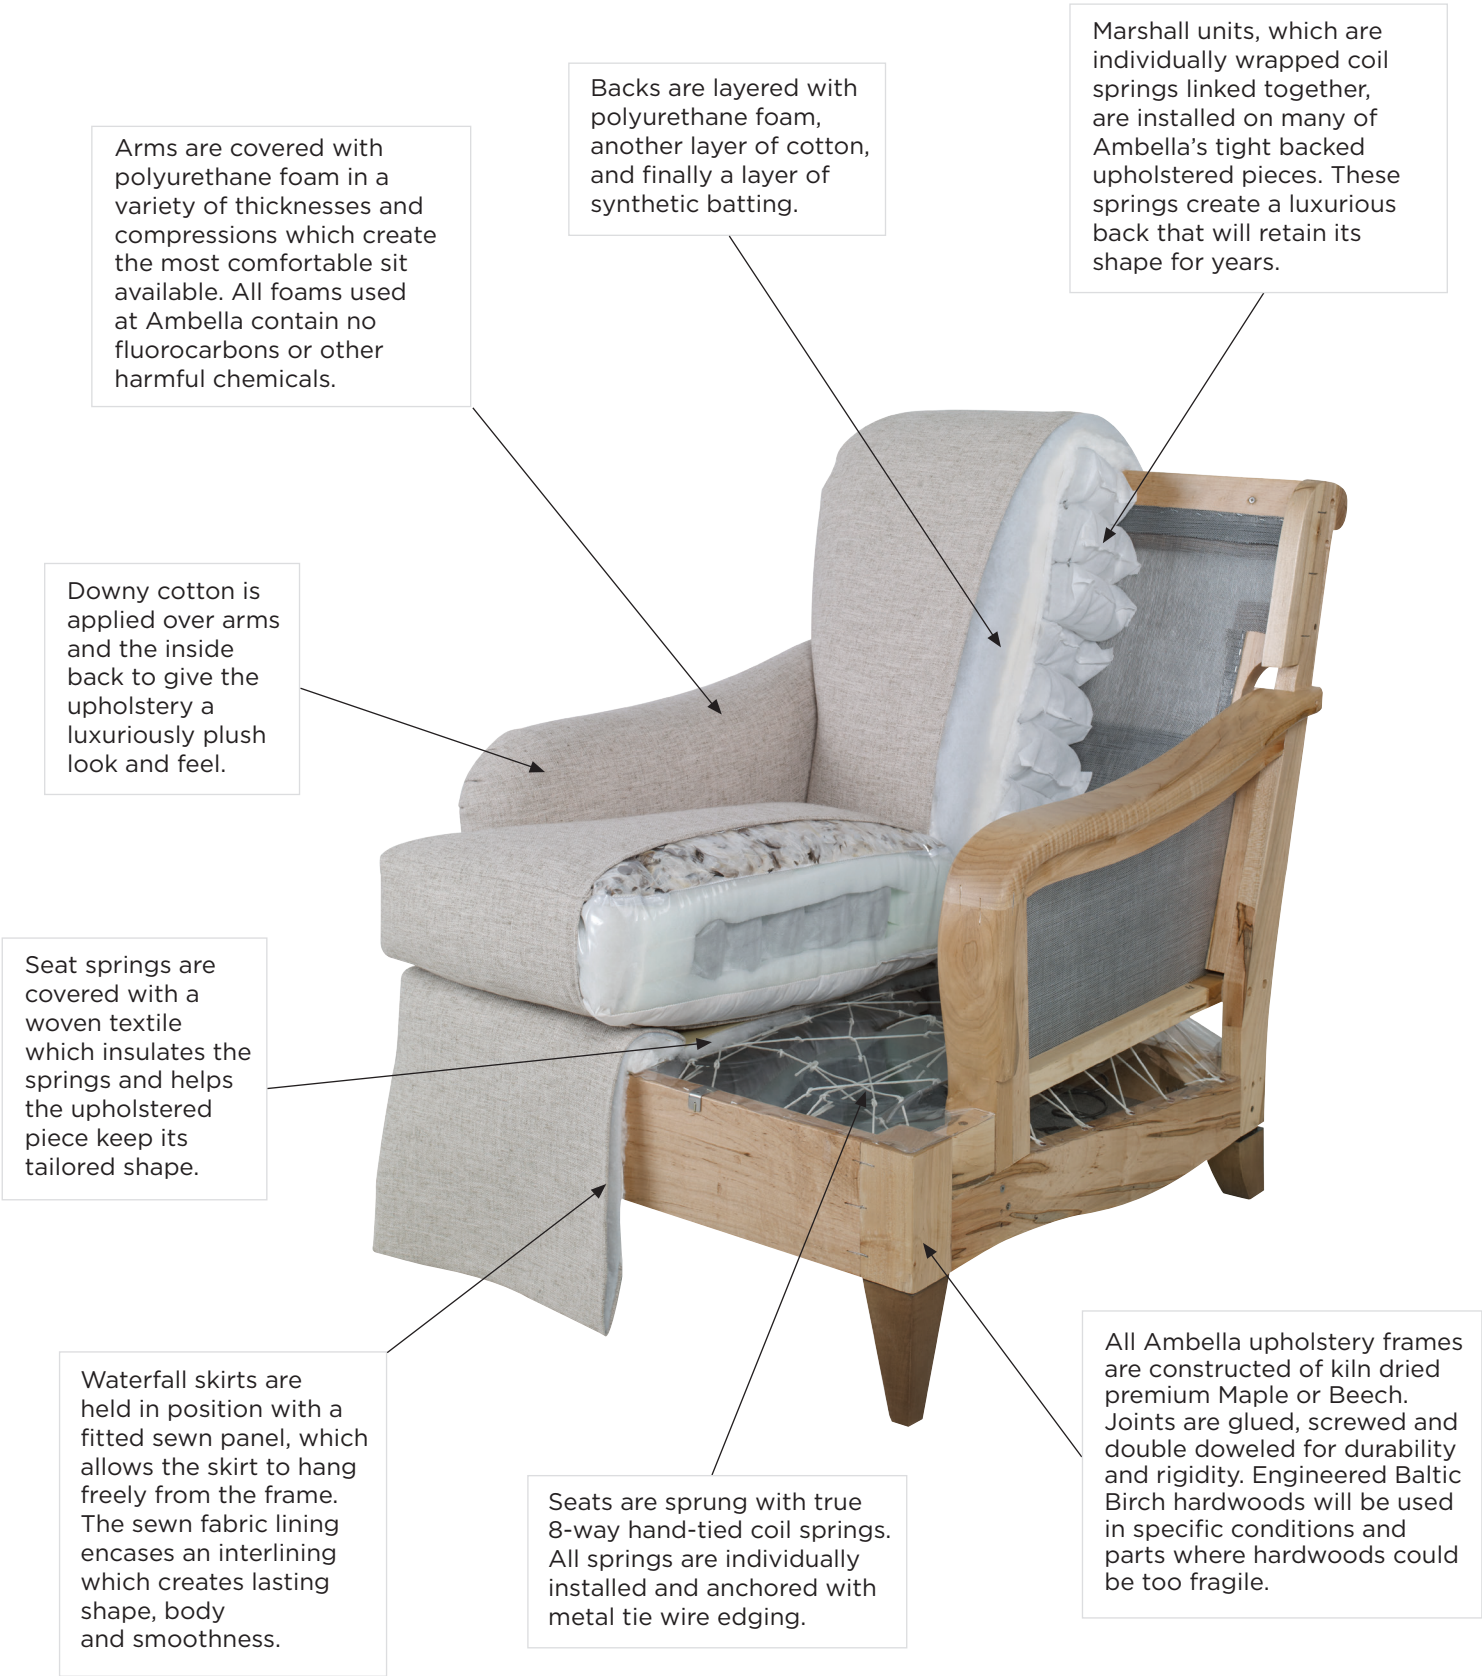 Marshall units, which are
individually wrapped coil
springs linked together,
are installed on many of
Ambella’s tight backed
upholstered pieces. These
springs create a luxurious
back that will retain its
shape for years.
Backs are layered with
polyurethane foam,
another layer of cotton,
and finally a layer of
synthetic batting.
Arms are covered with
polyurethane foam in a
variety of thicknesses and
compressions which create
the most comfortable sit
available. All foams used
at Ambella contain no
fluorocarbons or other
harmful chemicals.
Downy cotton is
applied over arms
and the inside
back to give the
upholstery a
luxuriously plush
look and feel.
Seat springs are
covered with a
woven textile
which insulates the
springs and helps
the upholstered
piece keep its
tailored shape.
Waterfall skirts are
held in position with a
fitted sewn panel, which
allows the skirt to hang
freely from the frame.
The sewn fabric lining
encases an interlining
which creates lasting
shape, body
and smoothness.
Seats are sprung with true
8-way hand-tied coil springs.
All springs are individually
installed and anchored with
metal tie wire edging.
All Ambella upholstery frames
are constructed of kiln dried
premium Maple or Beech.
Joints are glued, screwed and
double doweled for durability
and rigidity. Engineered Baltic
Birch hardwoods will be used
in specific conditions and
parts where hardwoods could
be too fragile.